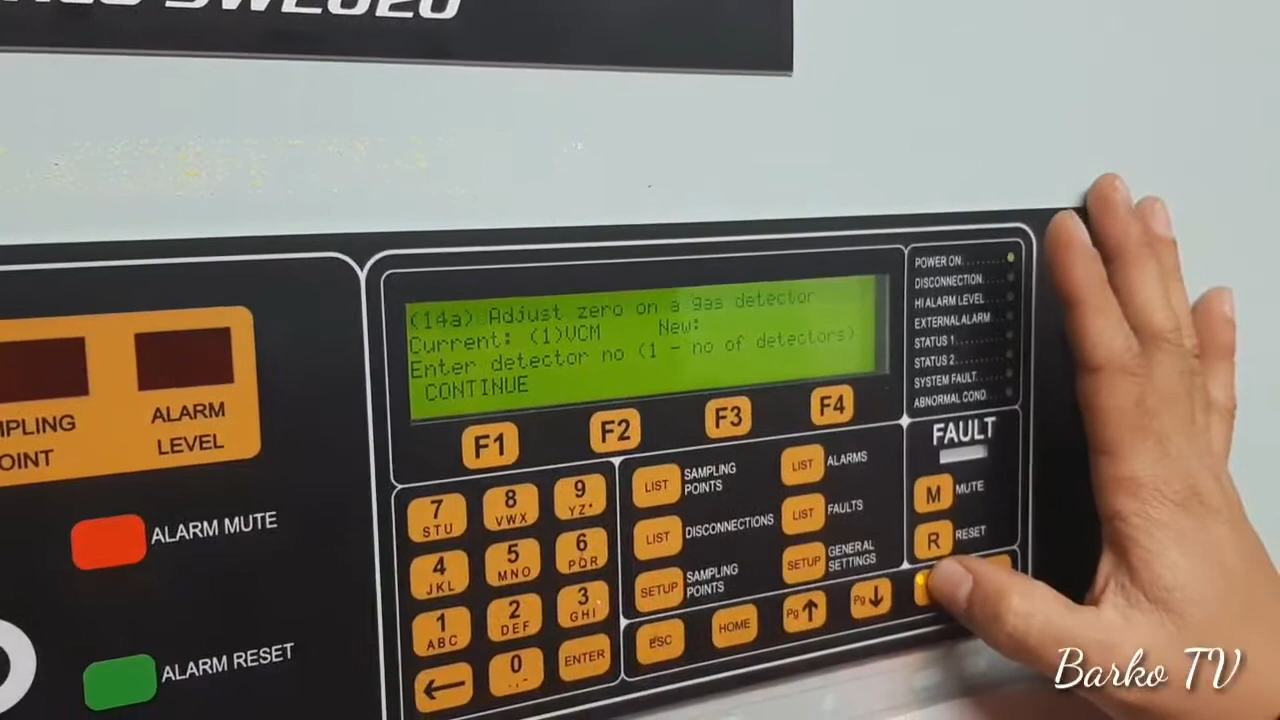 SWE2020
(14a) Adjust zero on a gas detector
Current: (1)VCM New:
Enter detector no (1 - no of detectors)
CONTINUE
F1 F2 F3 F4
ALARM
LEVEL
ALARM MUTE
ALARM RESET
7
STU
8
VWX
9
YZ*
4
JKL
5
MNO
6
PQR
1
ABC
2
DEF
3
GHI
←
0
.,-
ENTER
LIST SAMPLING
POINTS
LIST ALARMS
LIST DISCONNECTIONS
LIST FAULTS
SETUP SAMPLING
POINTS
SETUP GENERAL
SETTINGS
ESC
HOME
Pg↑
Pg↓
POWER ON
DISCONNECTION
HI ALARM LEVEL
EXTERNAL ALARM
STATUS 1
STATUS 2
SYSTEM FAULT
ABNORMAL COND
FAULT
M MUTE
R RESET
Barko TV